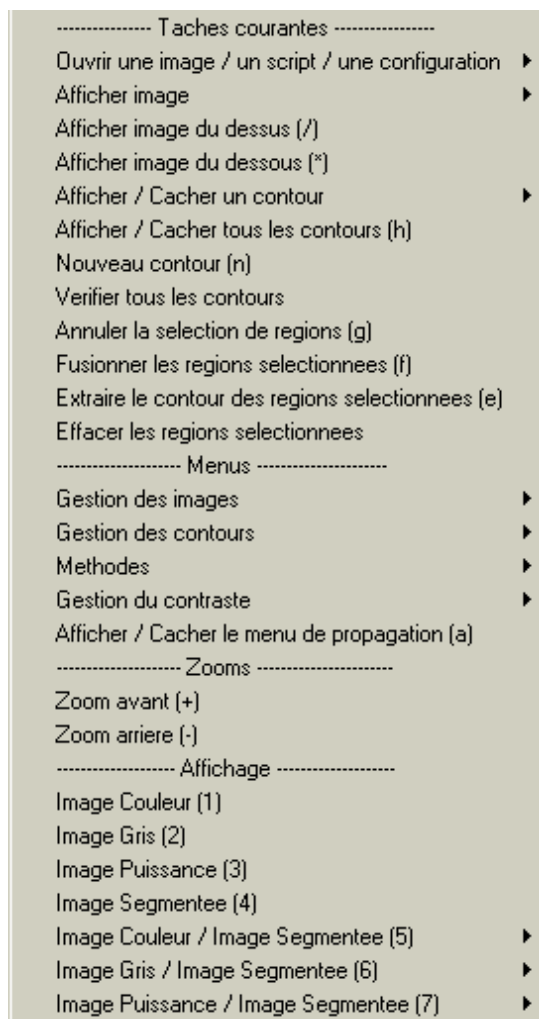 ---------------- Taches courantes -----------------
Ouvrir une image / un script / une configuration
Afficher image
Afficher image du dessus (/)
Afficher image du dessous (*)
Afficher / Cacher un contour
Afficher / Cacher tous les contours (h)
Nouveau contour (n)
Verifier tous les contours
Annuler la selection de regions (g)
Fusionner les regions selectionnees (f)
Extraire le contour des regions selectionnees (e)
Effacer les regions selectionnees
--------------------- Menus ----------------------
Gestion des images
Gestion des contours
Methodes
Gestion du contraste
Afficher / Cacher le menu de propagation (a)
--------------------- Zooms -----------------------
Zoom avant (+)
Zoom arriere (-)
-------------------- Affichage --------------------
Image Couleur (1)
Image Gris (2)
Image Puissance (3)
Image Segmentee (4)
Image Couleur / Image Segmentee (5)
Image Gris / Image Segmentee (6)
Image Puissance / Image Segmentee (7)